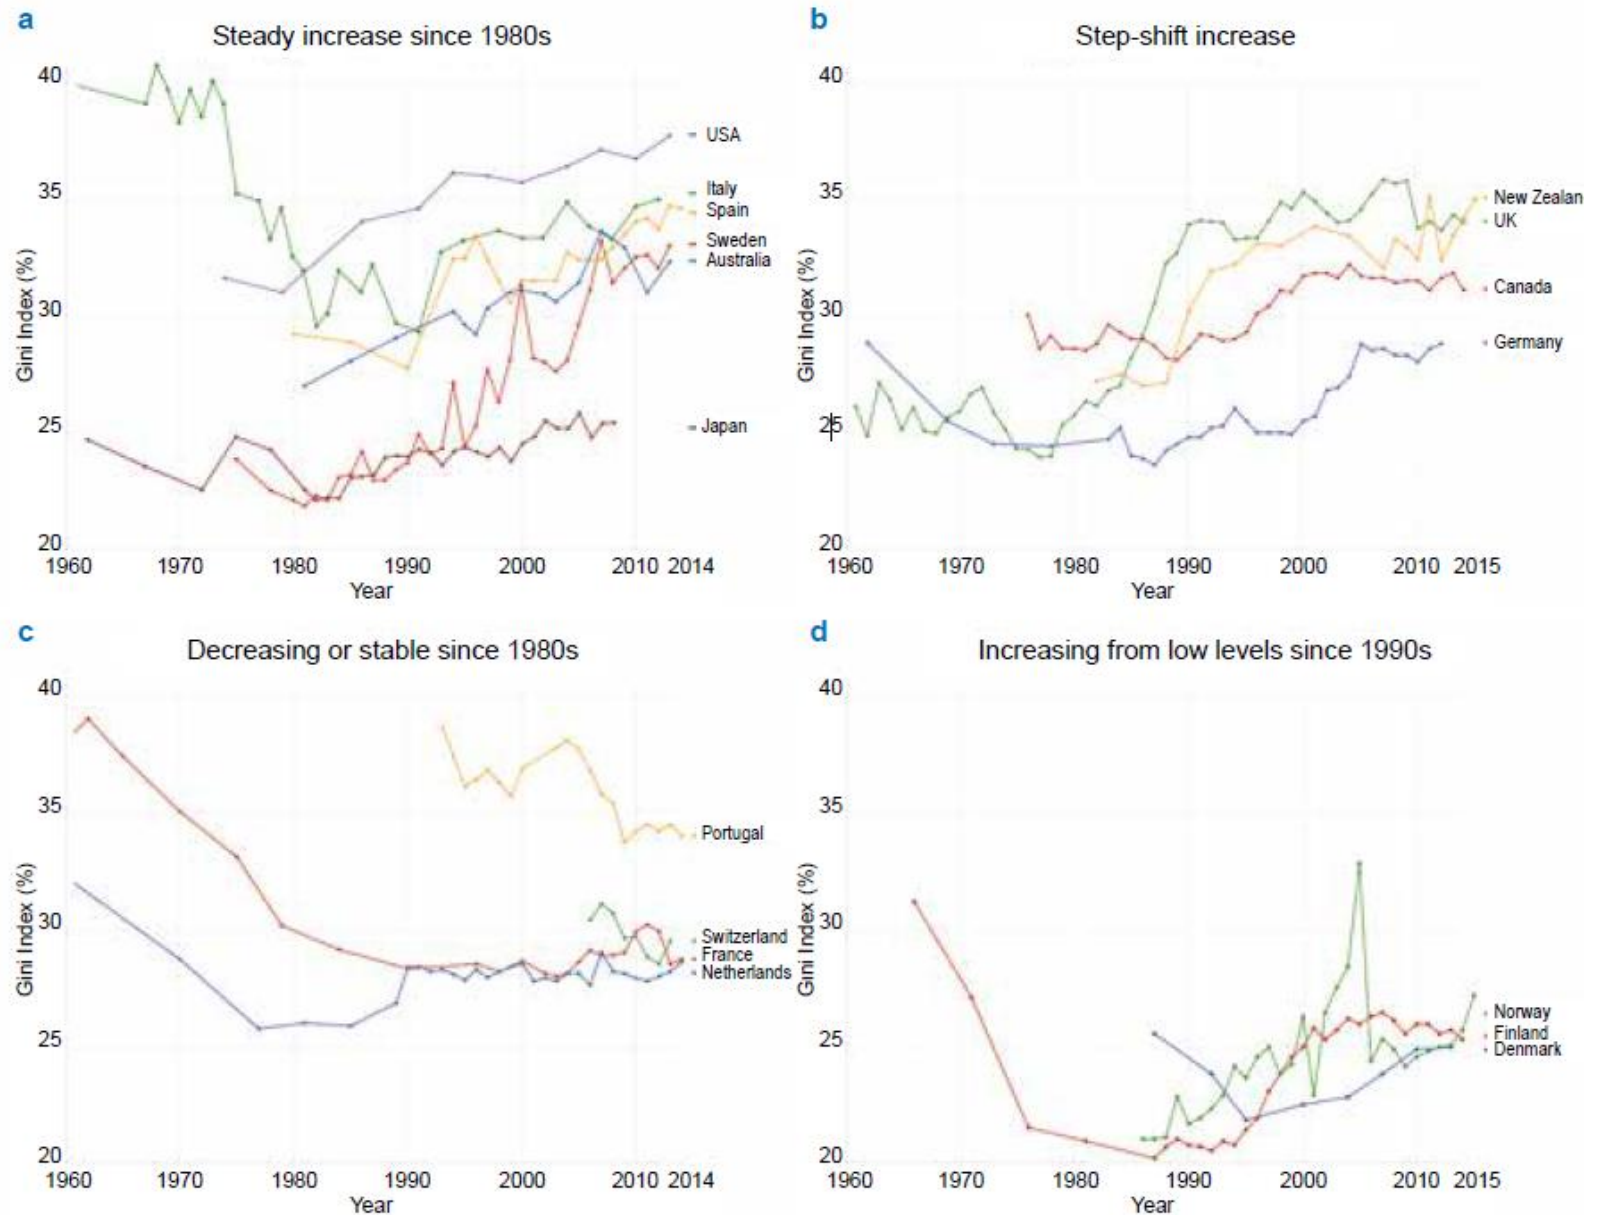 a
Steady increase since 1980s
40
35
30
25
20
Gini Index (%)
1960 1970 1980 1990 2000 2010 2014
Year
USA
Italy
Spain
Sweden
Australia
Japan
b
Step-shift increase
40
35
30
25
20
Gini Index (%)
1960 1970 1980 1990 2000 2010 2015
Year
New Zealan
UK
Canada
Germany
c
Decreasing or stable since 1980s
40
35
30
25
20
Gini Index (%)
1960 1970 1980 1990 2000 2010 2014
Year
Portugal
Switzerland
France
Netherlands
d
Increasing from low levels since 1990s
40
35
30
25
20
Gini Index (%)
1960 1970 1980 1990 2000 2010 2015
Year
Norway
Finland
Denmark